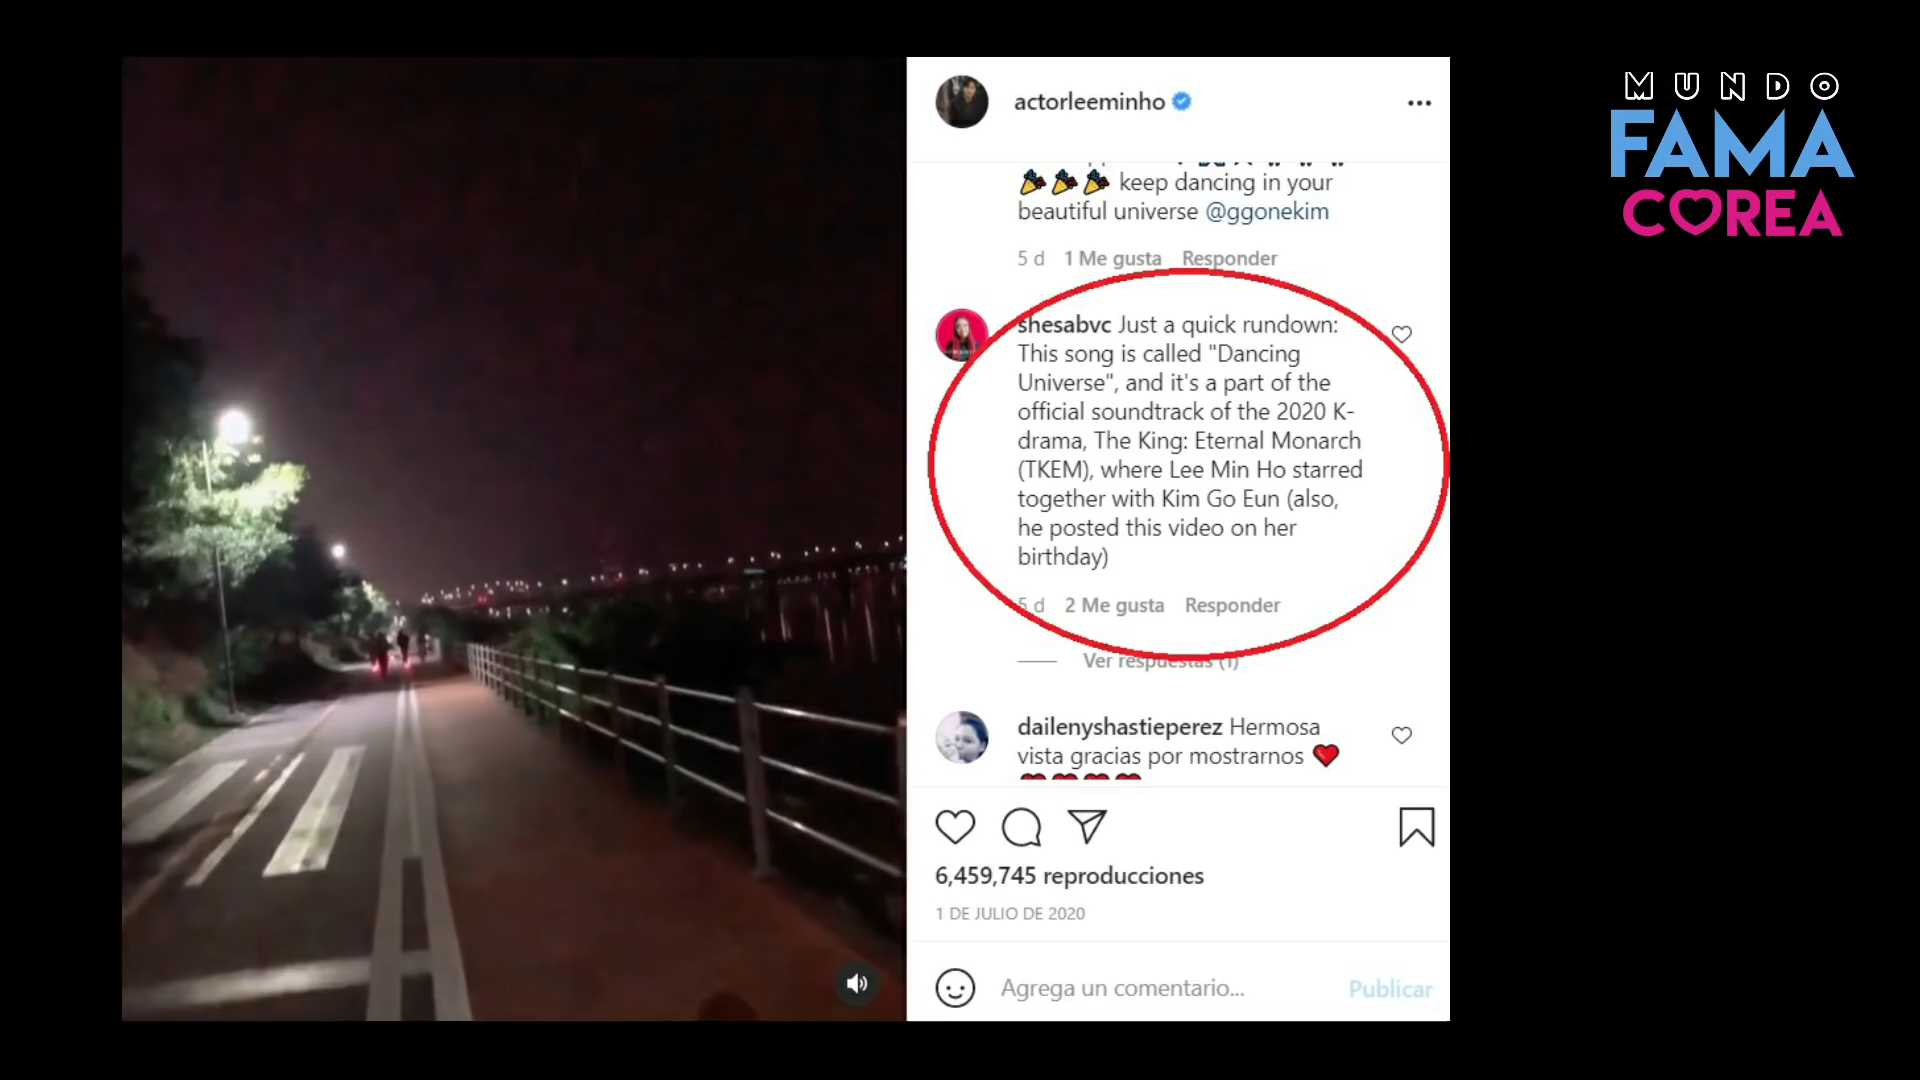 MUNDO
FAMA
COREA
actorleeminho
keep dancing in your
beautiful universe @ggonekim
5 d 1 Me gusta Responder
shesabvc Just a quick rundown:
This song is called "Dancing
Universe", and it's a part of the
official soundtrack of the 2020 K-
drama, The King: Eternal Monarch
(TKEM), where Lee Min Ho starred
together with Kim Go Eun (also,
he posted this video on her
birthday)
5 d 2 Me gusta Responder
Ver respuestas (1)
dailenyshastieperez Hermosa
vista gracias por mostrarnos
6,459,745 reproducciones
1 DE JULIO DE 2020
Agrega un comentario... Publicar